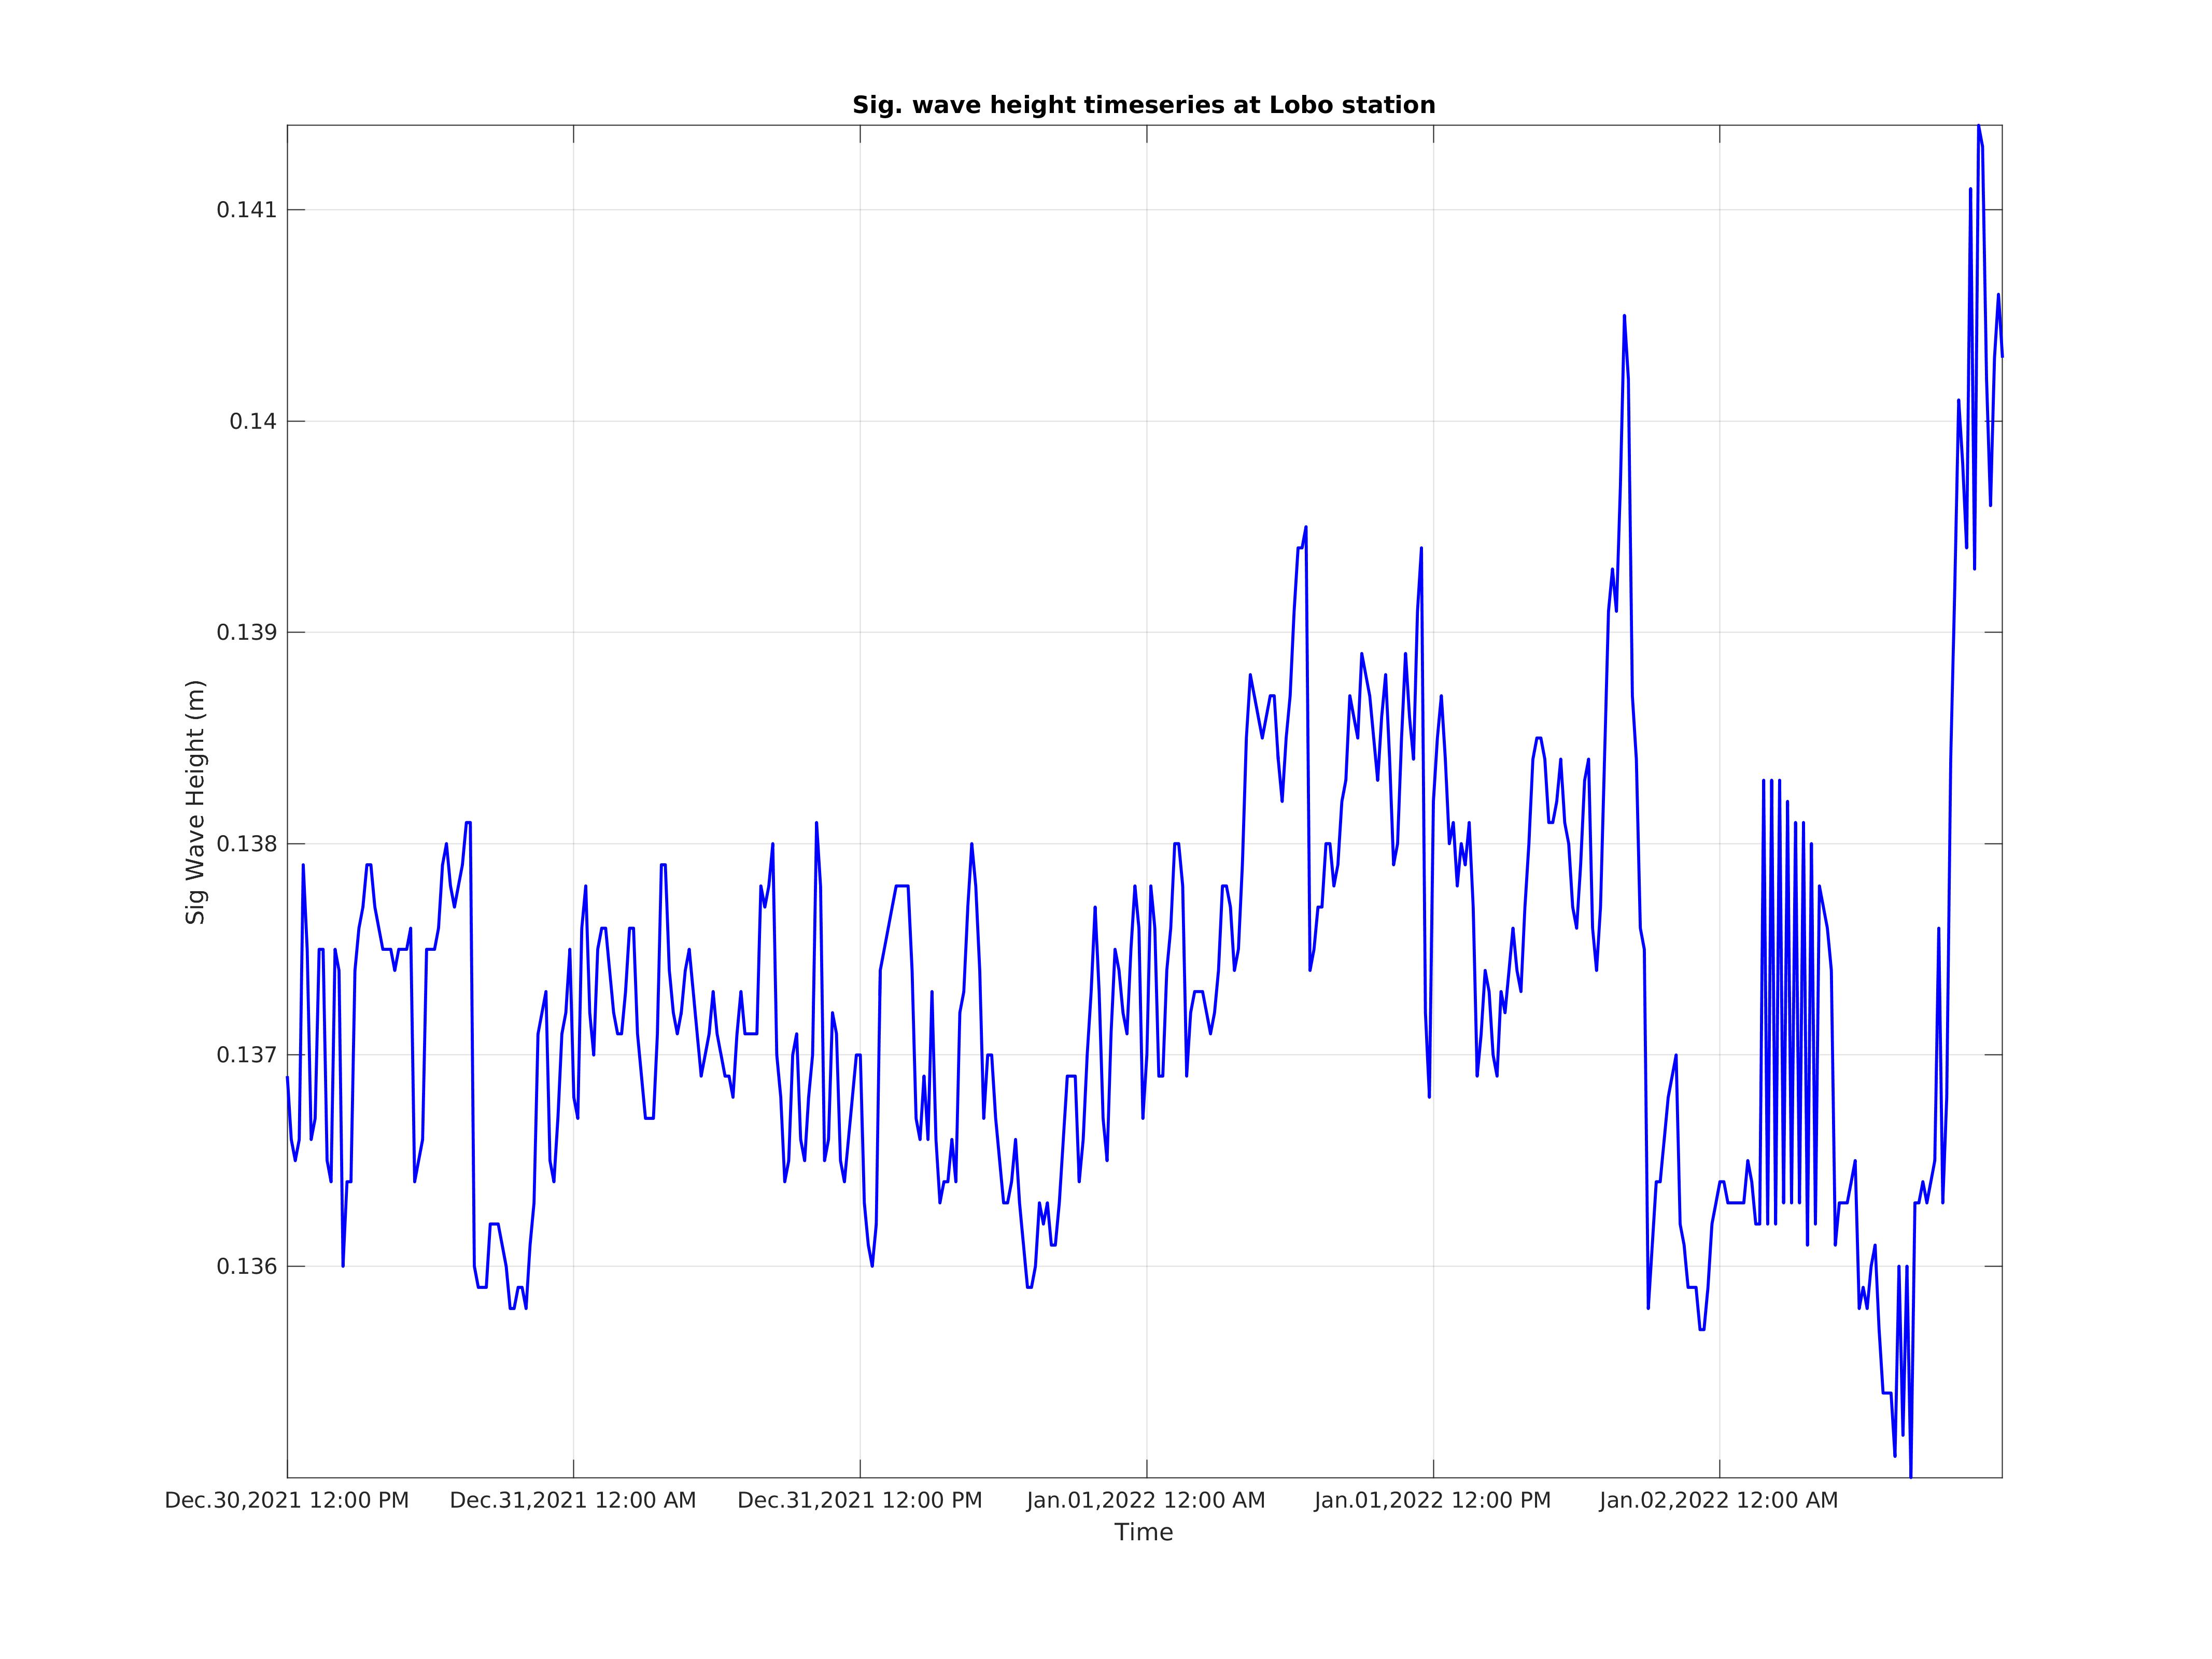 Sig. wave height timeseries at Lobo station
0.141
0.14
0.139
0.138
0.137
0.136
Sig Wave Height (m)
Dec.30,2021 12:00 PM Dec.31,2021 12:00 AM Dec.31,2021 12:00 PM Jan.01,2022 12:00 AM Jan.01,2022 12:00 PM Jan.02,2022 12:00 AM
Time